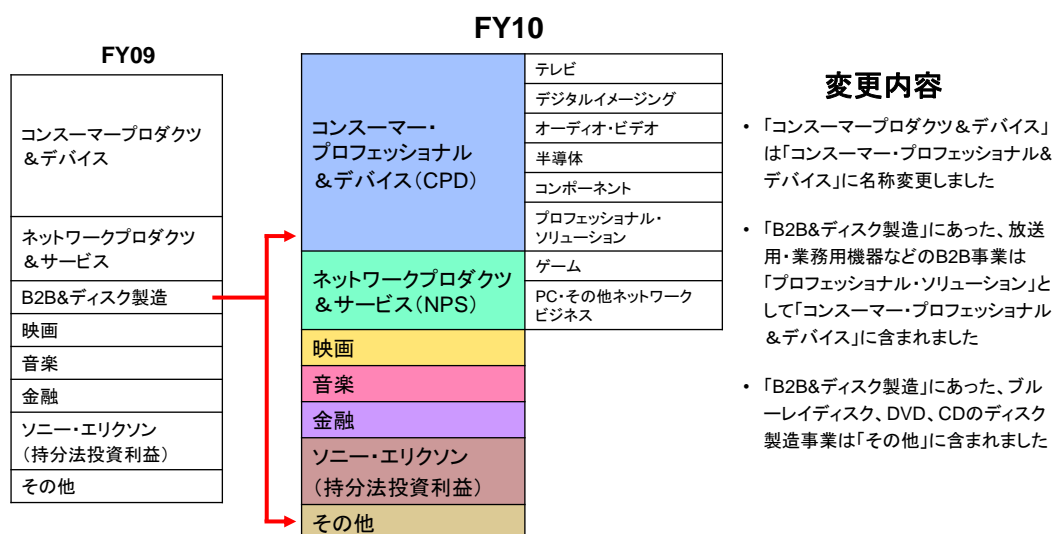 FY09
コンスーマープロダクツ
&デバイス
ネットワークプロダクツ
&サービス
B2B&ディスク製造
映画
音楽
金融
ソニー・エリクソン
(持分法投資利益)
その他
FY10
コンスーマー・
プロフェッショナル
&デバイス(CPD)
ネットワークプロダクツ
&サービス(NPS)
映画
音楽
金融
ソニー・エリクソン
(持分法投資利益)
その他
テレビ
デジタルイメージング
オーディオ・ビデオ
半導体
コンポーネント
プロフェッショナル・
ソリューション
ゲーム
PC・その他ネットワーク
ビジネス
変更内容
• 「コンスーマープロダクツ&デバイス」
は「コンスーマー・プロフェッショナル&
デバイス」に名称変更しました
• 「B2B&ディスク製造」にあった、放送
用・業務用機器などのB2B事業は
「プロフェッショナル・ソリューション」と
して「コンスーマー・プロフェッショナル
&デバイス」に含まれました
• 「B2B&ディスク製造」にあった、ブル
ーレイディスク、DVD、CDのディスク
製造事業は「その他」に含まれました